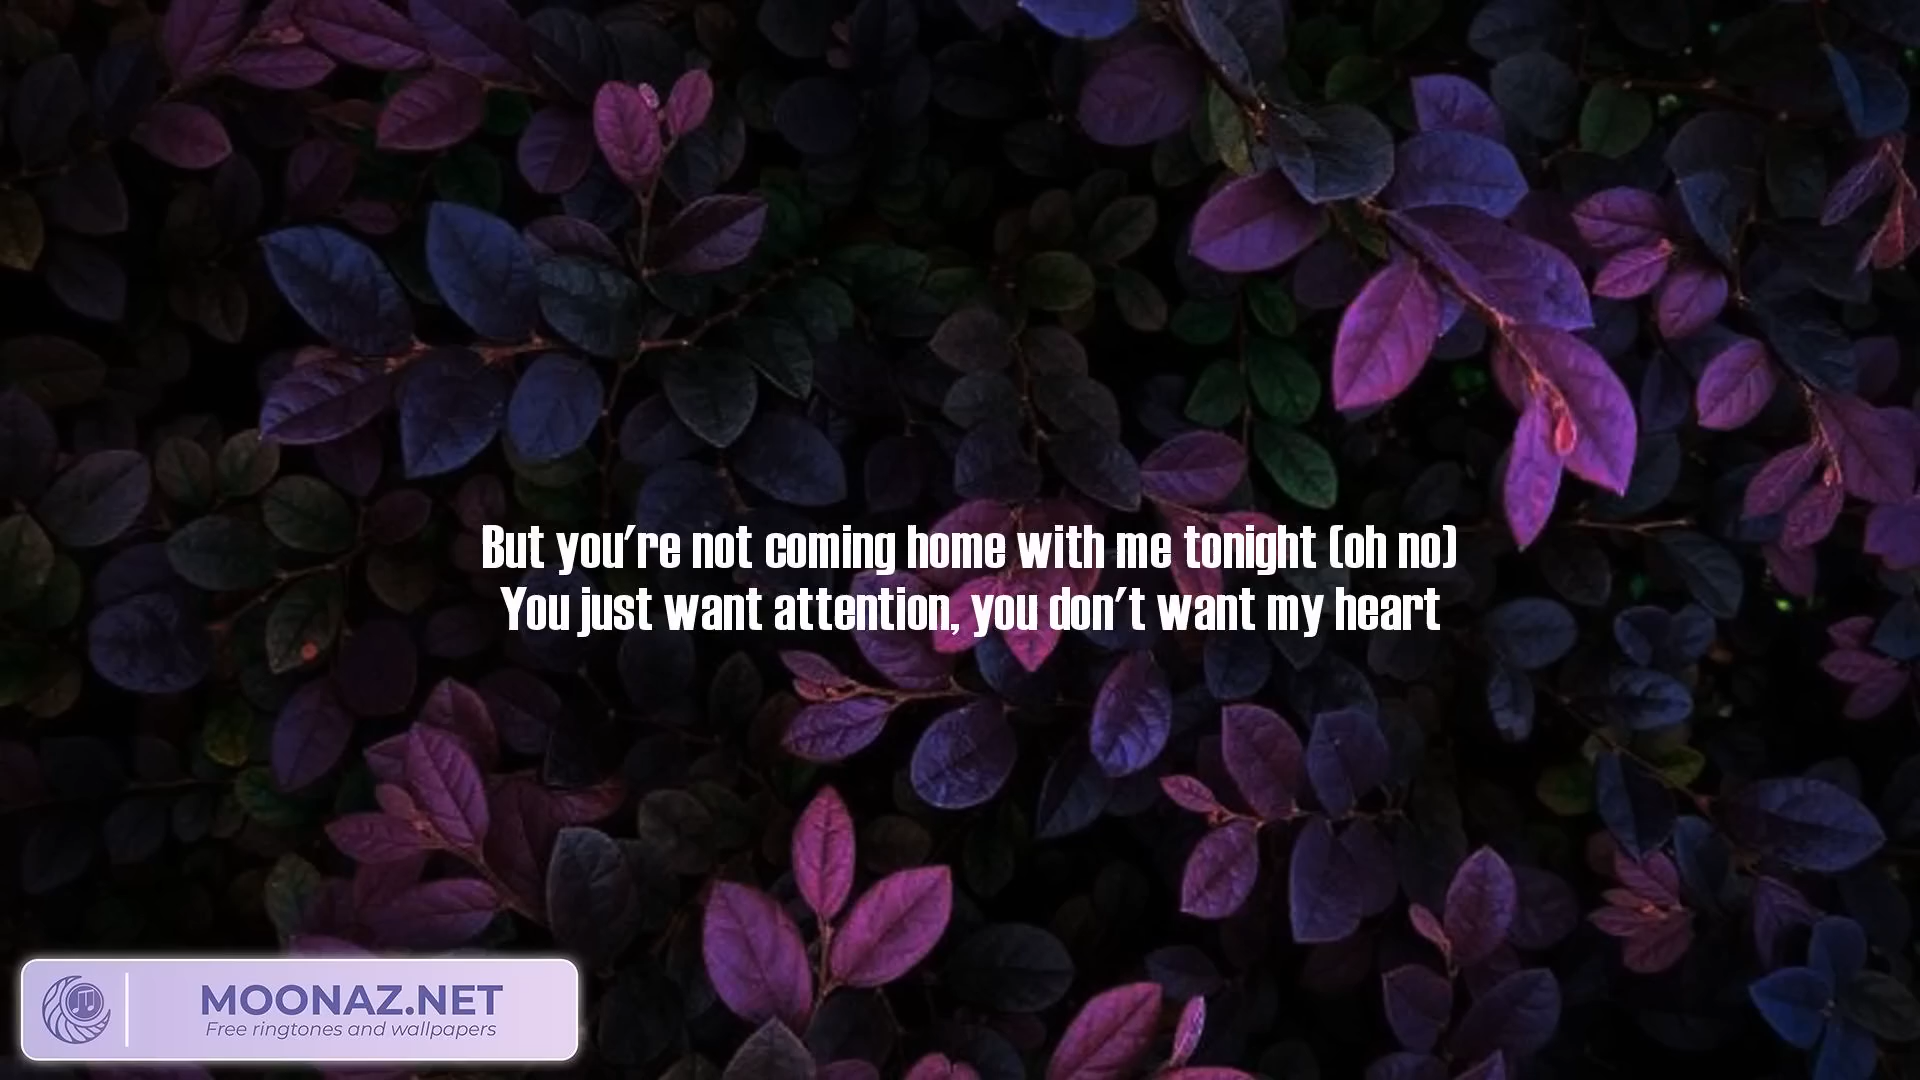 But you're not coming home with me tonight (oh no)
You just want attention, you don't want my heart
MOONAZ.NET
Free ringtones and wallpapers